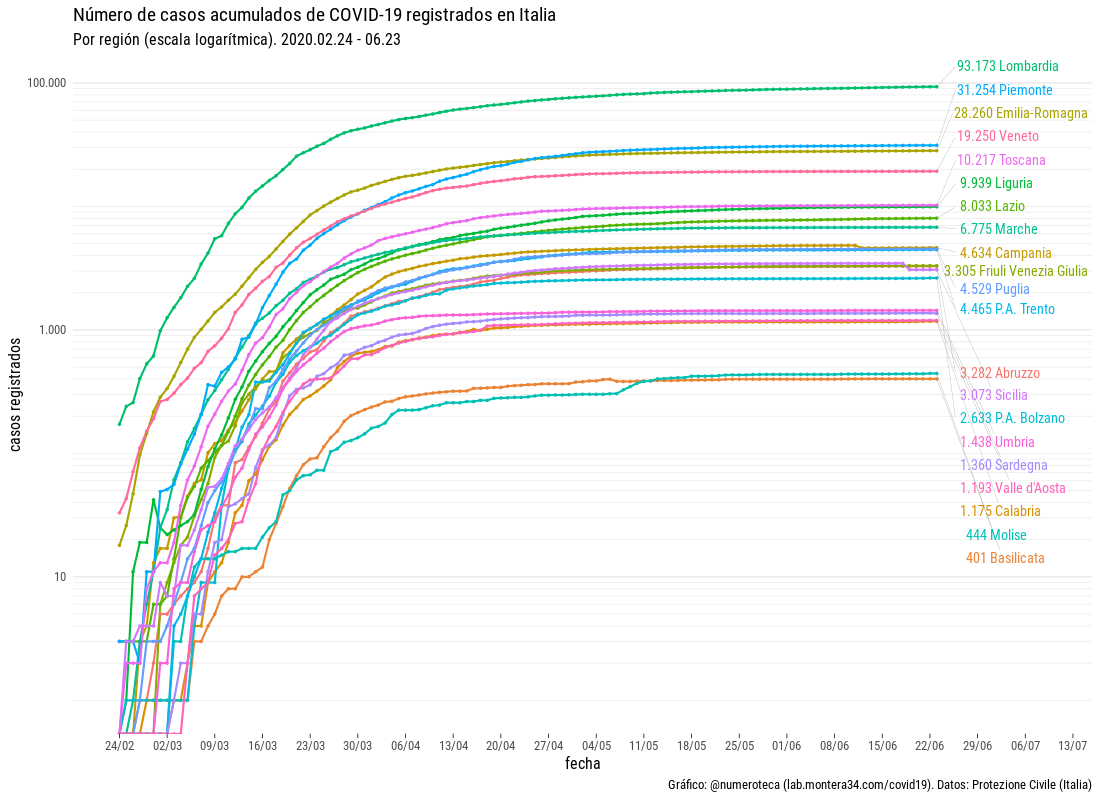 Número de casos acumulados de COVID-19 registrados en Italia
Por región (escala logarítmica). 2020.02.24 - 06.23
casos registrados
100.000
1.000
10
93.173 Lombardia
31.254 Piemonte
28.260 Emilia-Romagna
19.250 Veneto
10.217 Toscana
9.939 Liguria
8.033 Lazio
6.775 Marche
4.634 Campania
3.305 Friuli Venezia Giulia
4.529 Puglia
4.465 P.A. Trento
3.282 Abruzzo
3.073 Sicilia
2.633 P.A. Bolzano
1.438 Umbria
1.360 Sardegna
1.193 Valle d'Aosta
1.175 Calabria
444 Molise
401 Basilicata
24/02 02/03 09/03 16/03 23/03 30/03 06/04 13/04 20/04 27/04 04/05 11/05 18/05 25/05 01/06 08/06 15/06 22/06 29/06 06/07 13/07
fecha
Gráfico: @numeroteca (lab.montera34.com/covid19). Datos: Protezione Civile (Italia)